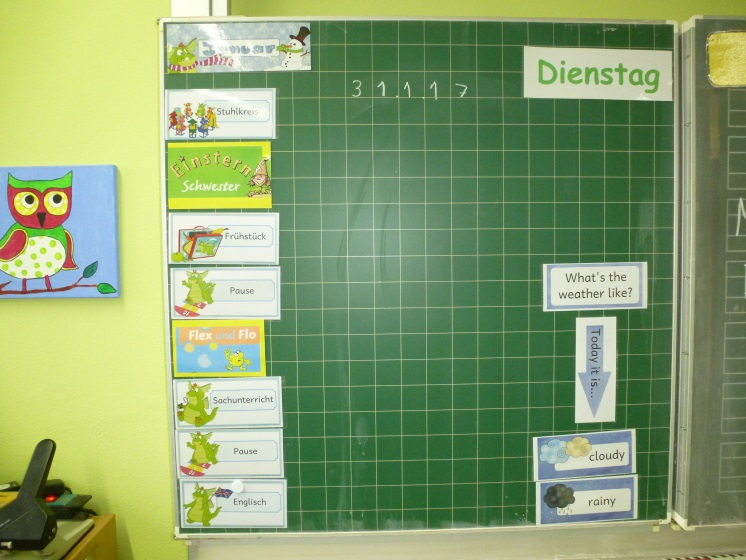 Januar
Dienstag
31.1.17
Stuhlkreis
Einsterns
Schwester
Frühstück
Pause
What's the
weather like?
Flex und Flo
Today it is...
Sachunterricht
Pause
cloudy
Englisch
rainy